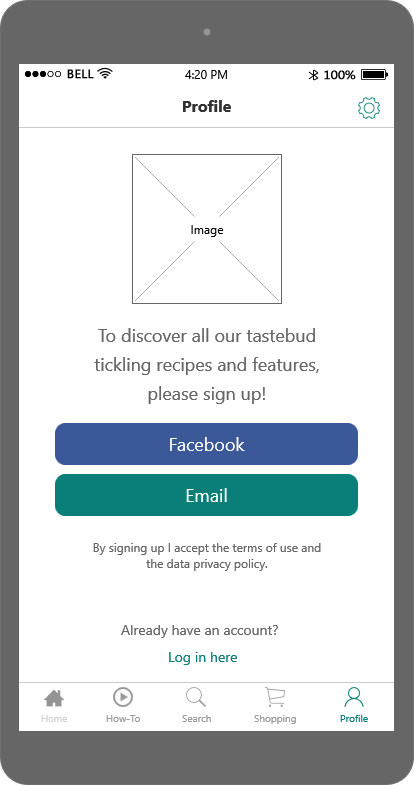 BELL 4:20 PM 100%
Profile
Image
To discover all our tastebud
tickling recipes and features,
please sign up!
Facebook
Email
By signing up I accept the terms of use and
the data privacy policy.
Already have an account?
Log in here
Home How-To Search Shopping Profile